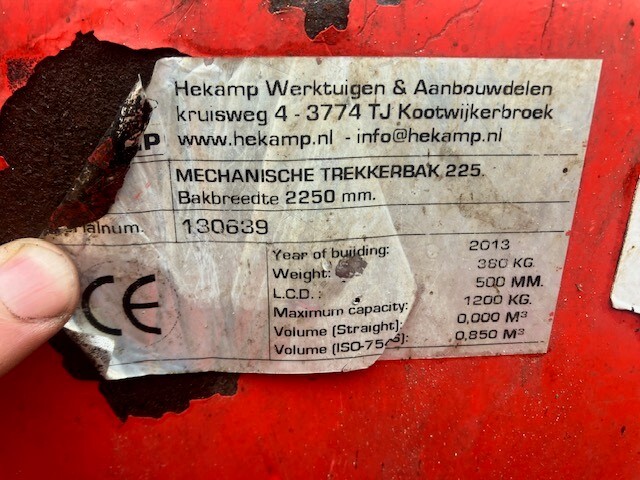 Hekamp Werktuigen & Aanbouwdelen
kruisweg 4 - 3774 TJ Kootwijkerbroek
www.hekamp.nl - info@hekamp.nl
MECHANISCHE TREKKERBAK 225.
Bakbreedte 2250 mm.
130639
Year of building: 2013
Weight: 360 KG.
L.C.D.: 500 MM.
Maximum capacity: 1200 KG.
Volume (Straight): 0,000 M³
Volume 0,850 M³
CE